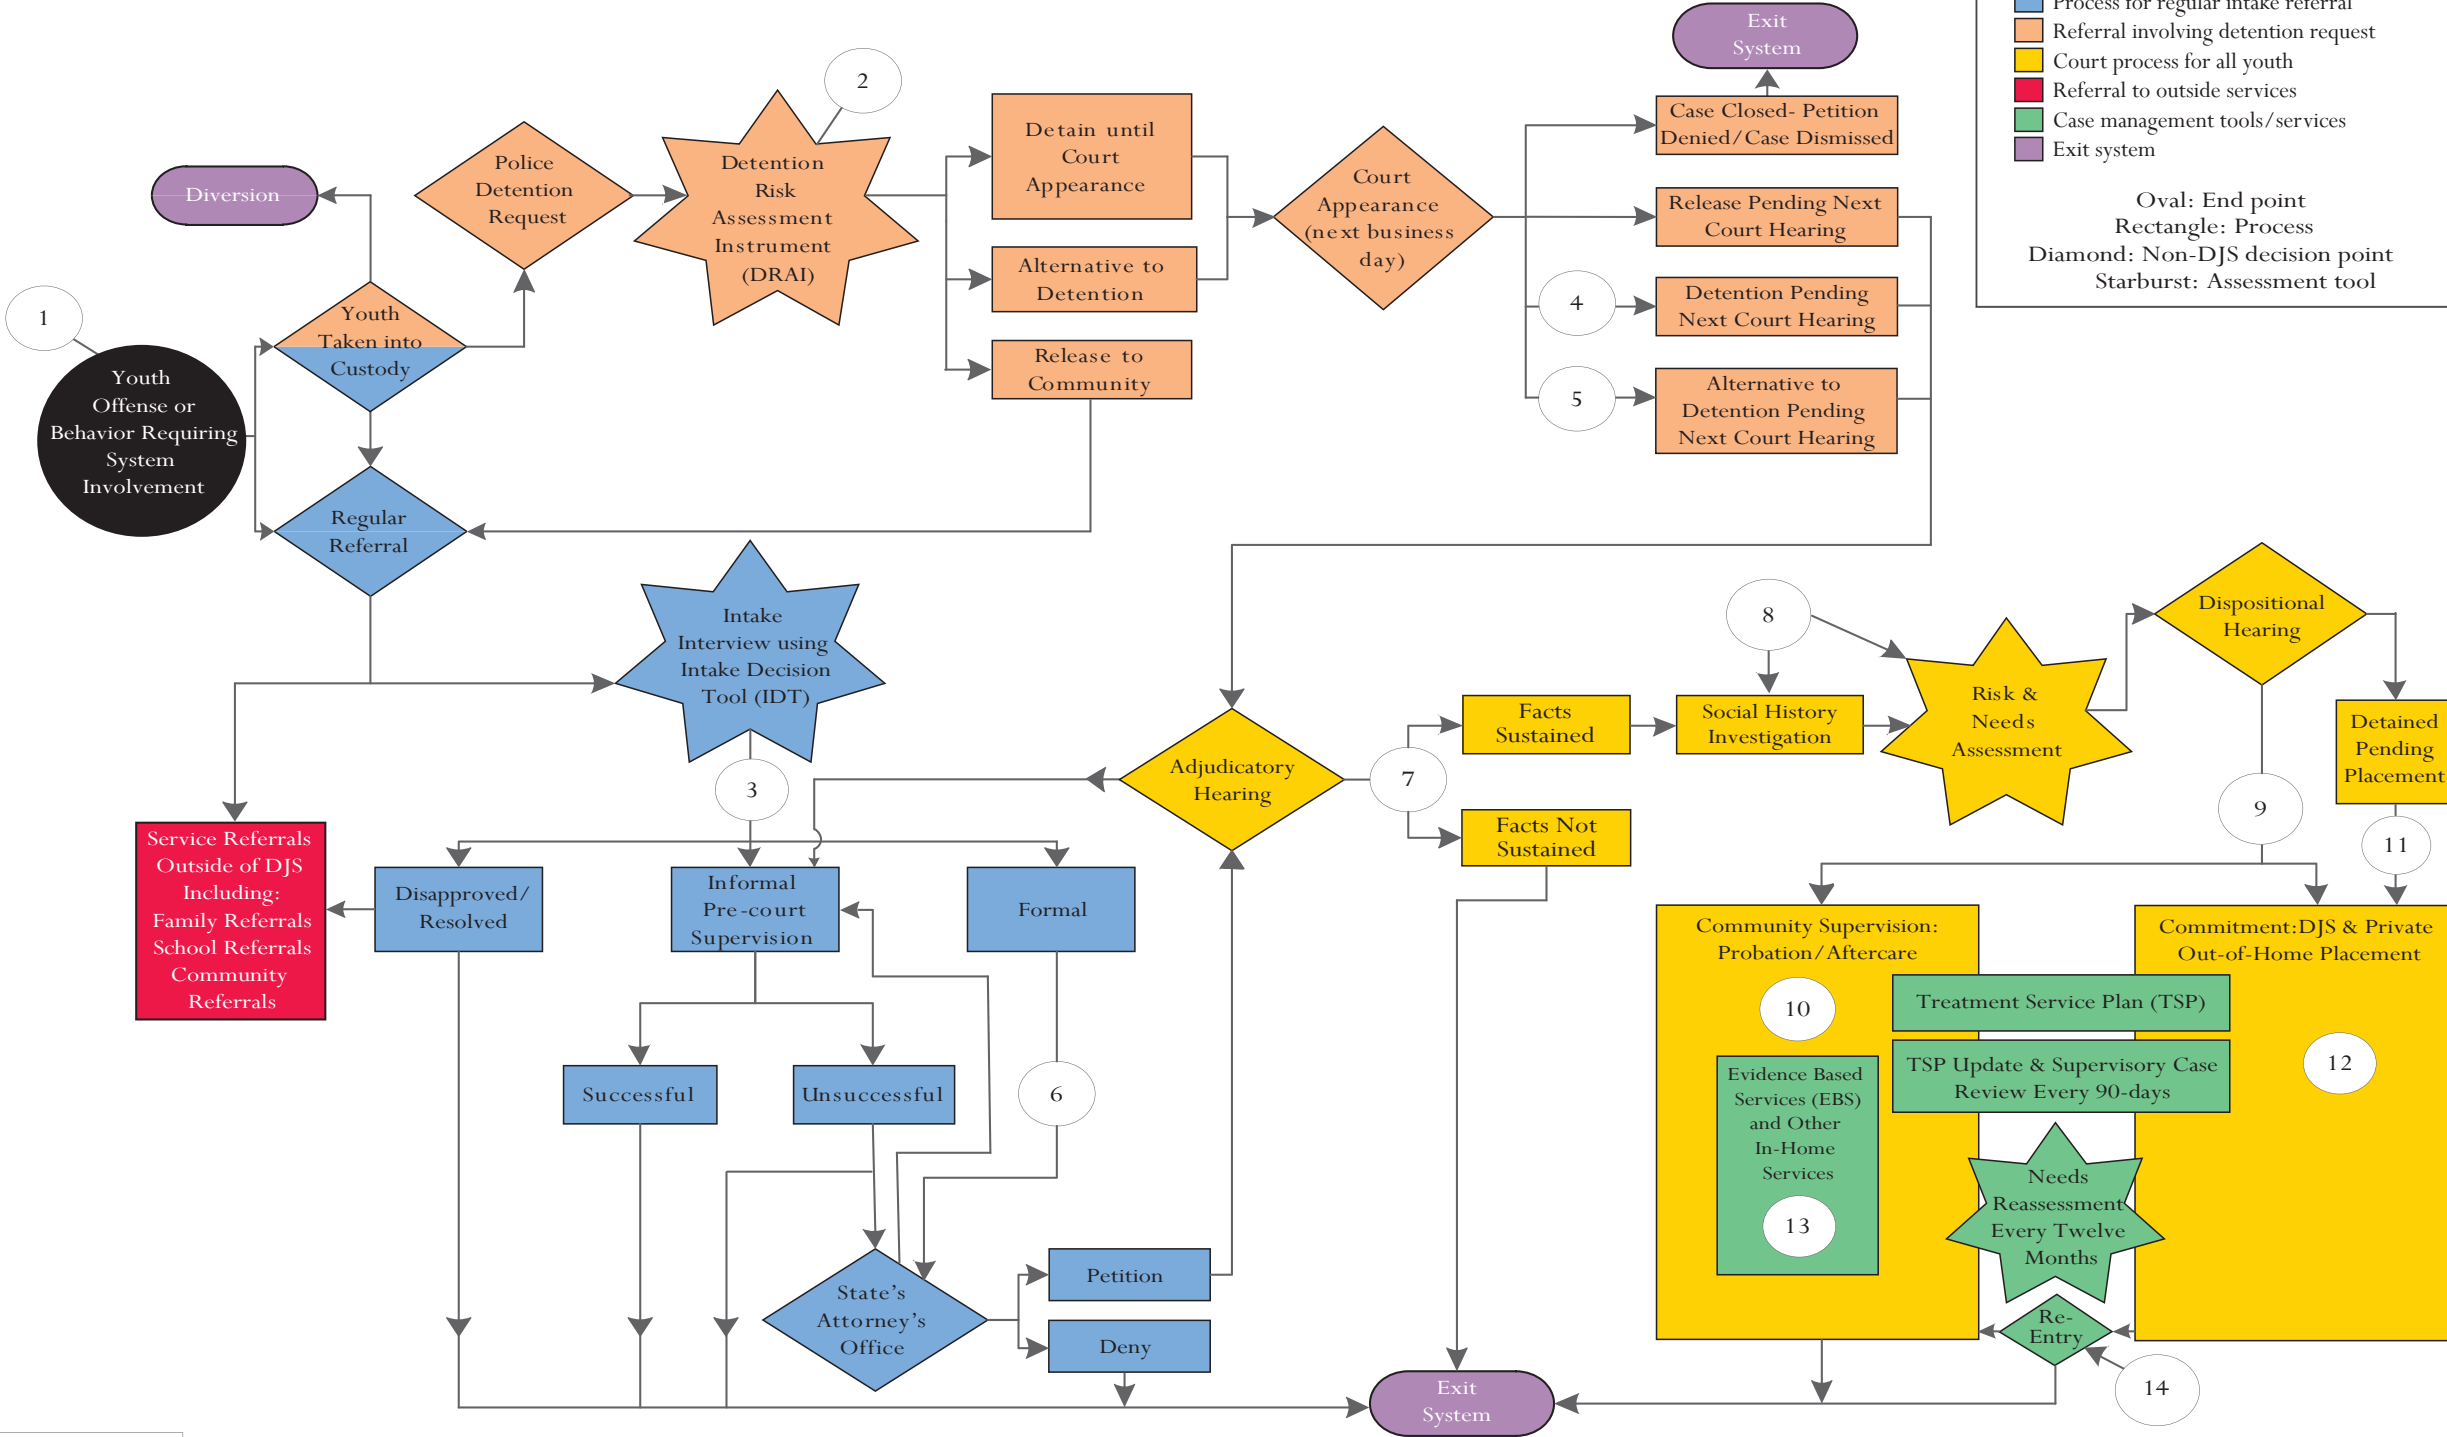 Exit
System
Process for regular intake referral
Referral involving detention request
Court process for all youth
Referral to outside services
Case management tools/services
Exit system
Oval: End point
Rectangle: Process
Diamond: Non-DJS decision point
Starburst: Assessment tool
2
Diversion
Police
Detention
Request
Detention
Risk
Assessment
Instrument
(DRAI)
Detain until
Court
Appearance
Alternative to
Detention
Release to
Community
Court
Appearance
(next business
day)
Case Closed- Petition
Denied/Case Dismissed
Release Pending Next
Court Hearing
4
Detention Pending
Next Court Hearing
5
Alternative to
Detention Pending
Next Court Hearing
1
Youth
Offense or
Behavior Requiring
System
Involvement
Youth
Taken into
Custody
Regular
Referral
Intake
Interview using
Intake Decision
Tool (IDT)
3
Service Referrals
Outside of DJS
Including:
Family Referrals
School Referrals
Community
Referrals
Disapproved/
Resolved
Informal
Pre-court
Supervision
Formal
Successful
Unsuccessful
6
State's
Attorney's
Office
Petition
Deny
Adjudicatory
Hearing
7
Facts
Sustained
Facts Not
Sustained
8
Social History
Investigation
Risk &
Needs
Assessment
Dispositional
Hearing
Detained
Pending
Placement
9
11
Community Supervision:
Probation/Aftercare
10
Evidence Based
Services (EBS)
and Other
In-Home
Services
13
Commitment:DJS & Private
Out-of-Home Placement
12
Treatment Service Plan (TSP)
TSP Update & Supervisory Case
Review Every 90-days
Needs
Reassessment
Every Twelve
Months
Re-
Entry
14
Exit
System